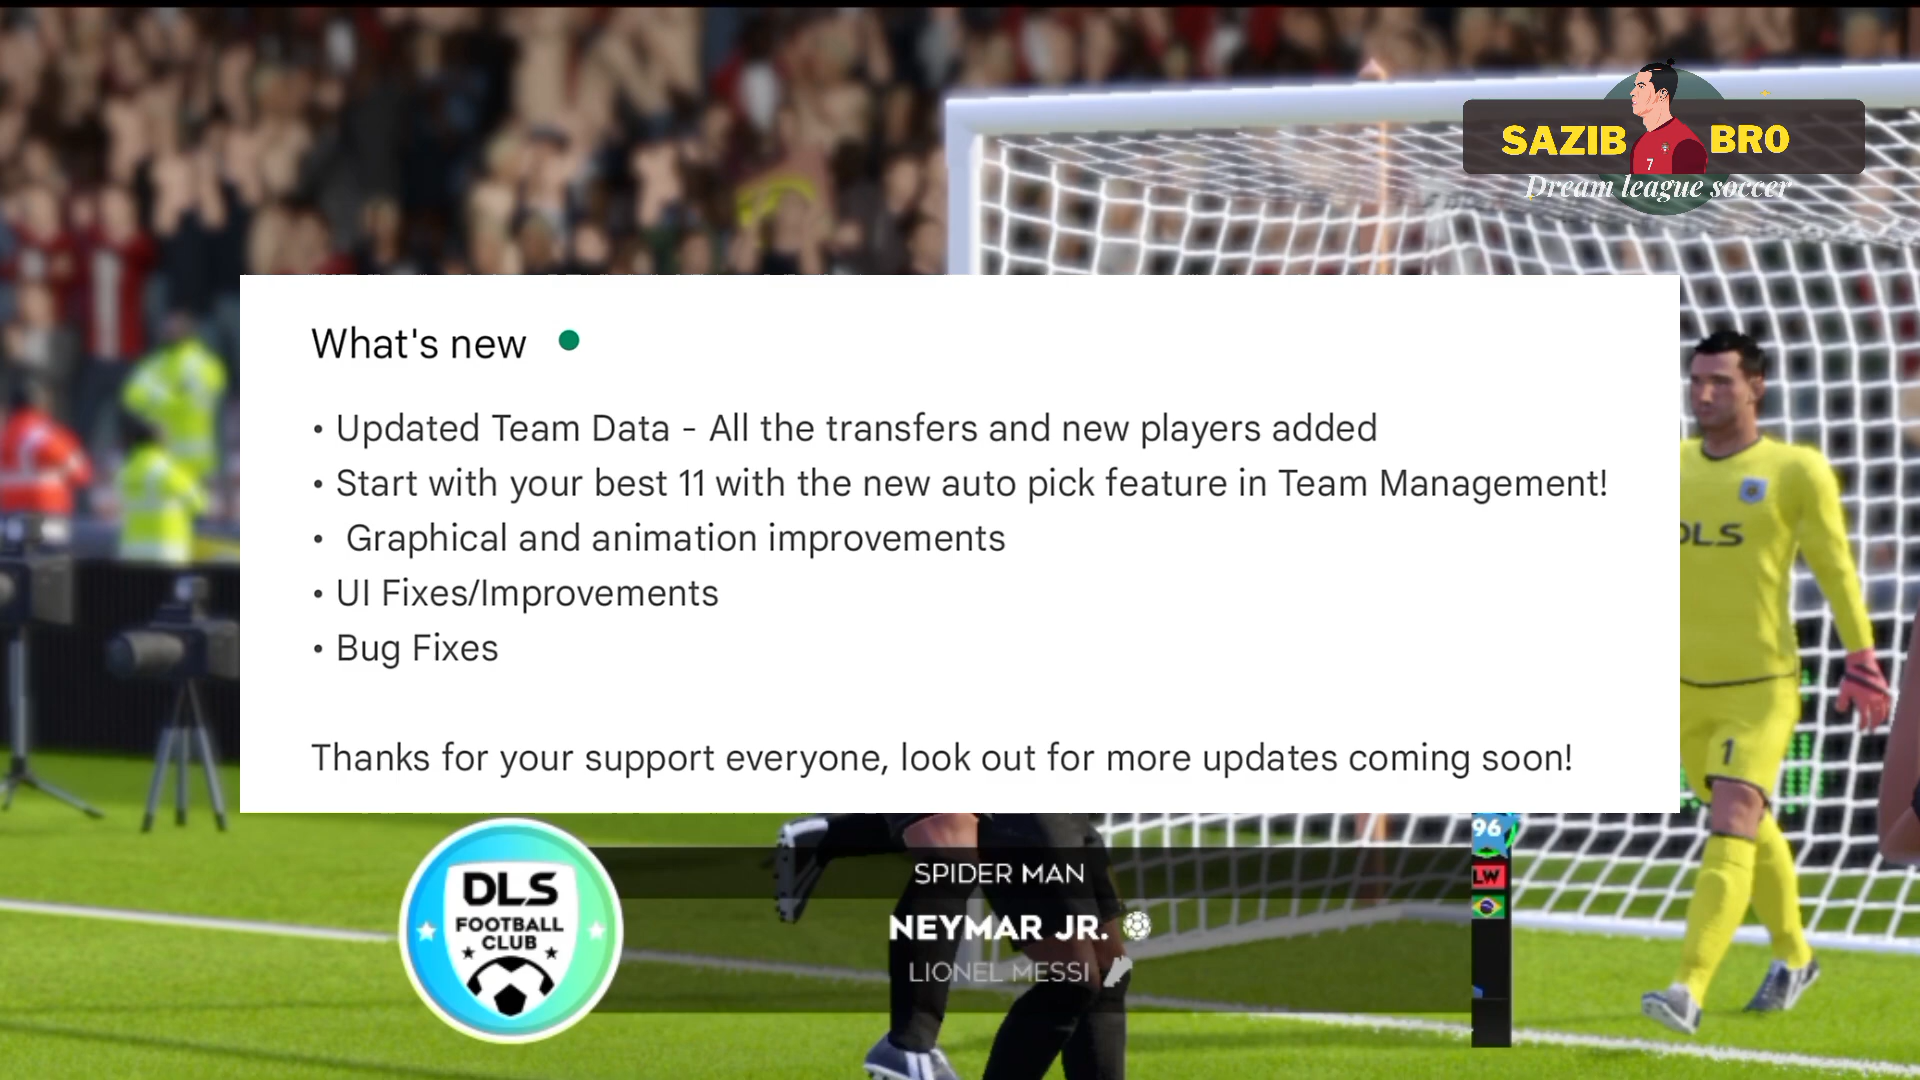 SAZIB BRO
7
Dream league soccer
What's new
• Updated Team Data - All the transfers and new players added
• Start with your best 11 with the new auto pick feature in Team Management!
• Graphical and animation improvements
• UI Fixes/Improvements
• Bug Fixes
Thanks for your support everyone, look out for more updates coming soon!
DLS
1
96
LW
DLS
FOOTBALL
CLUB
SPIDER MAN
NEYMAR JR.
LIONEL MESSI